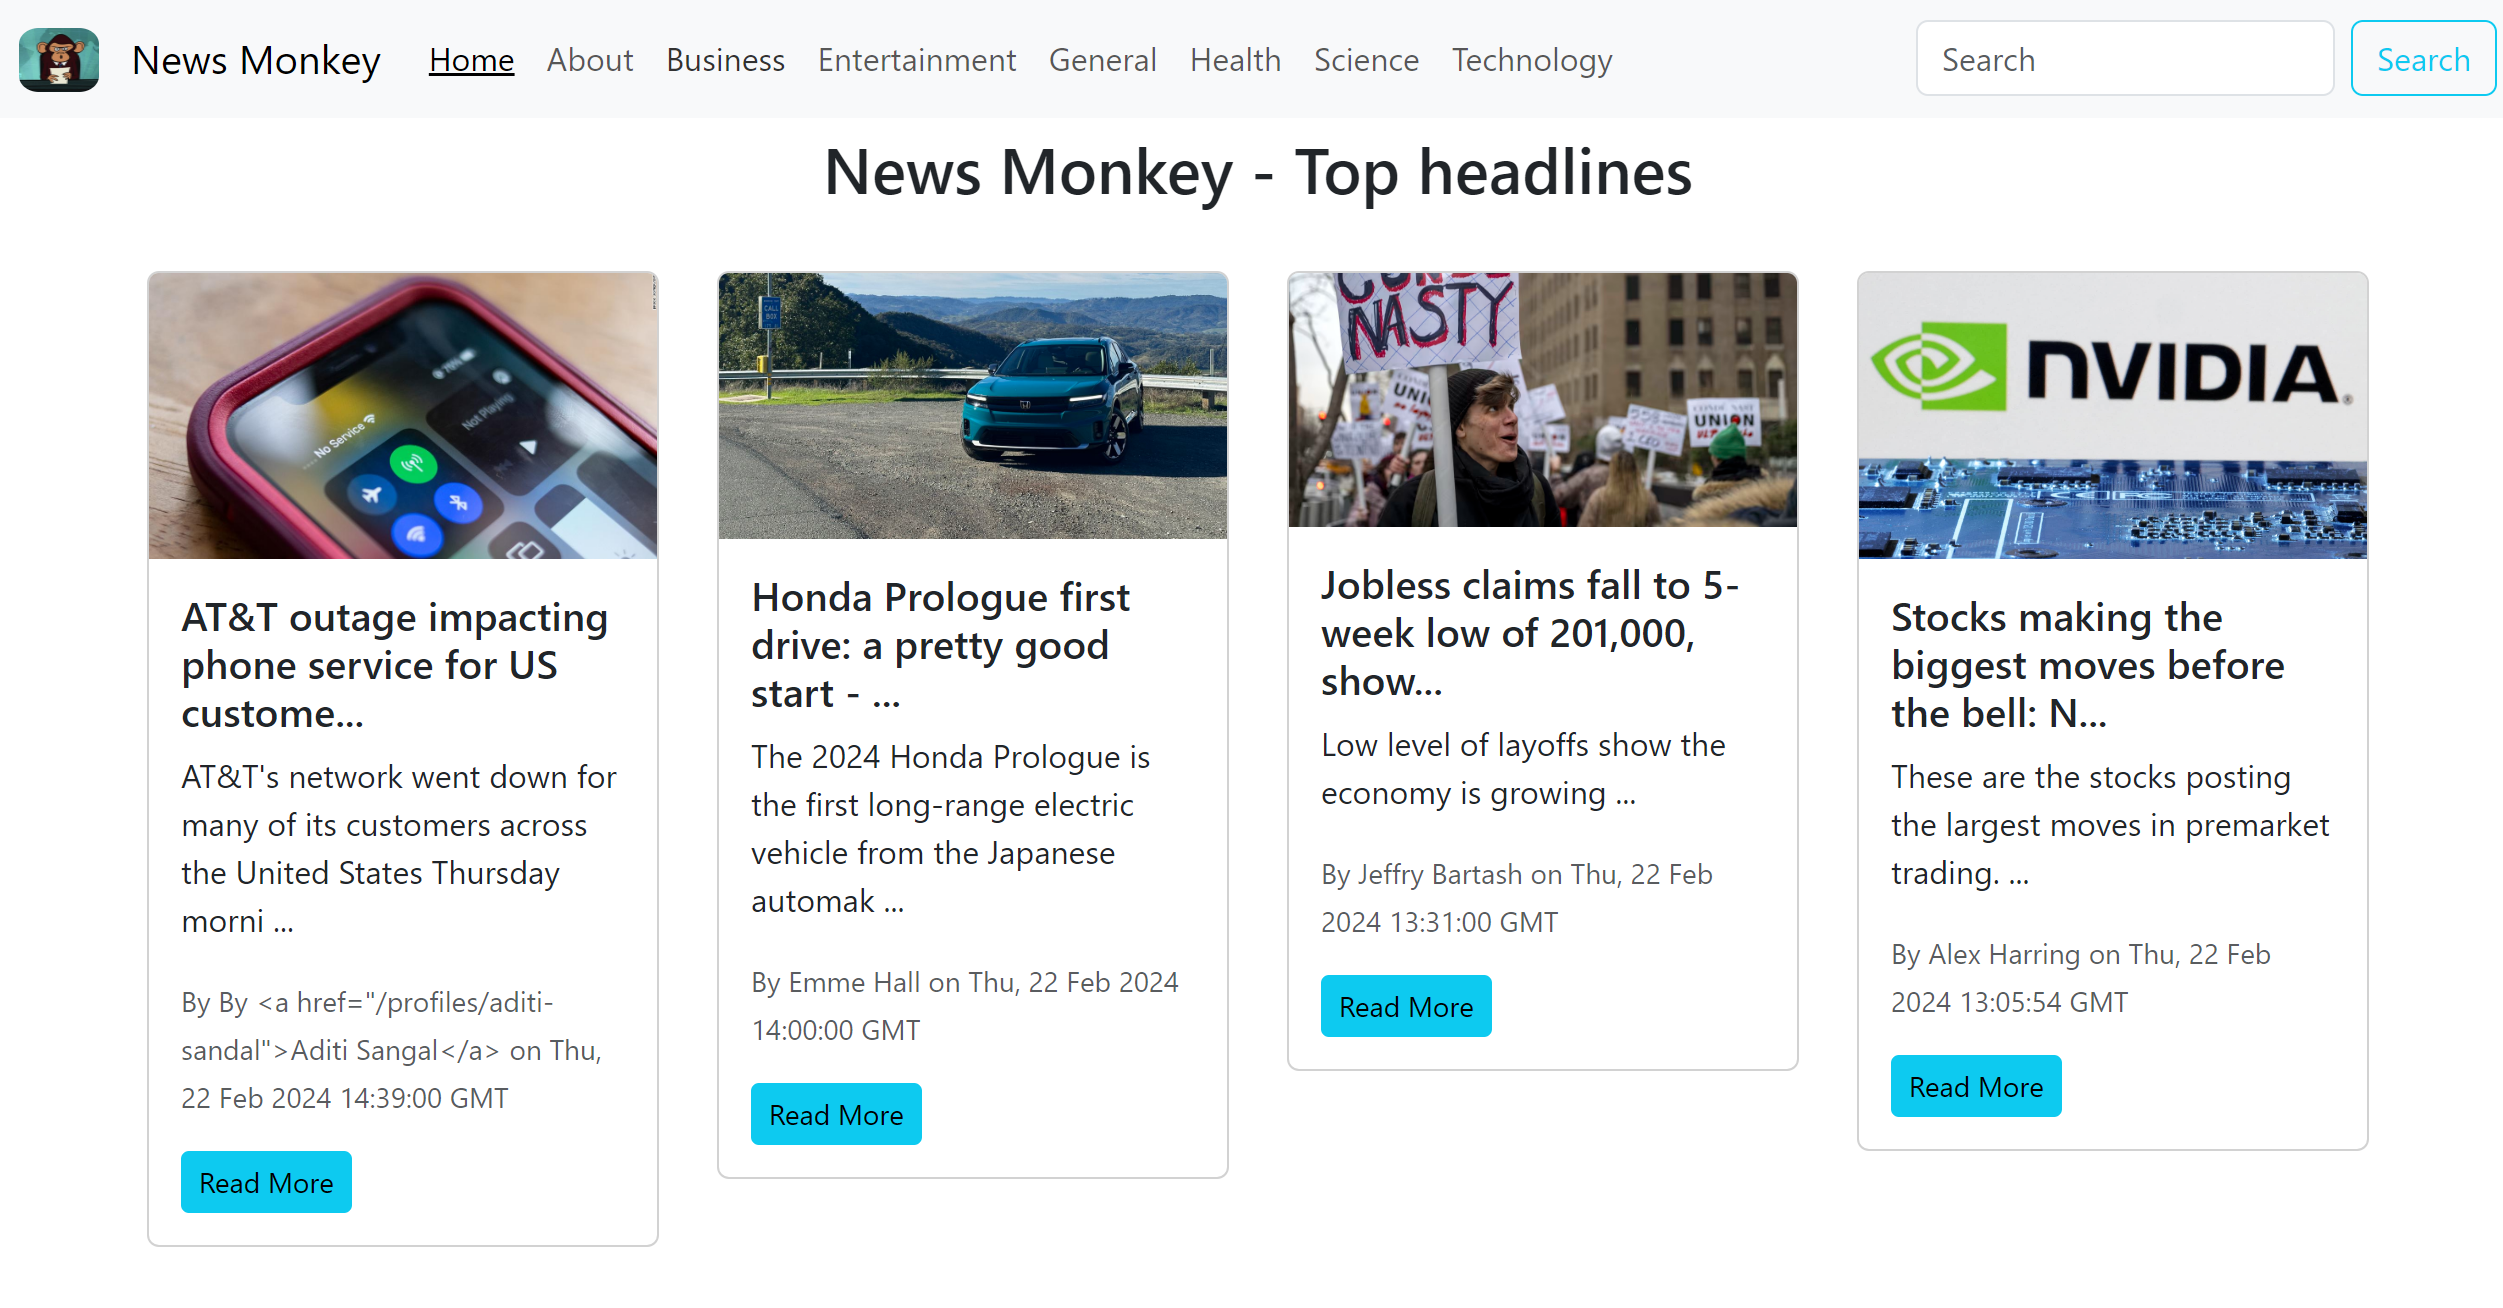 News Monkey Home About Business Entertainment General Health Science Technology Search Search
News Monkey - Top headlines
No Service
76%
Not Playing
AT&T outage impacting
phone service for US
custome...
AT&T's network went down for
many of its customers across
the United States Thursday
morni ...
By By <a href="/profiles/aditi-
sandal">Aditi Sangal</a> on Thu,
22 Feb 2024 14:39:00 GMT
Read More
CALL
BOX
Honda Prologue first
drive: a pretty good
start - ...
The 2024 Honda Prologue is
the first long-range electric
vehicle from the Japanese
automak ...
By Emme Hall on Thu, 22 Feb 2024
14:00:00 GMT
Read More
NASTY
CONDE NAST
UNION
Jobless claims fall to 5-
week low of 201,000,
show...
Low level of layoffs show the
economy is growing ...
By Jeffry Bartash on Thu, 22 Feb
2024 13:31:00 GMT
Read More
NVIDIA
Stocks making the
biggest moves before
the bell: N...
These are the stocks posting
the largest moves in premarket
trading. ...
By Alex Harring on Thu, 22 Feb
2024 13:05:54 GMT
Read More